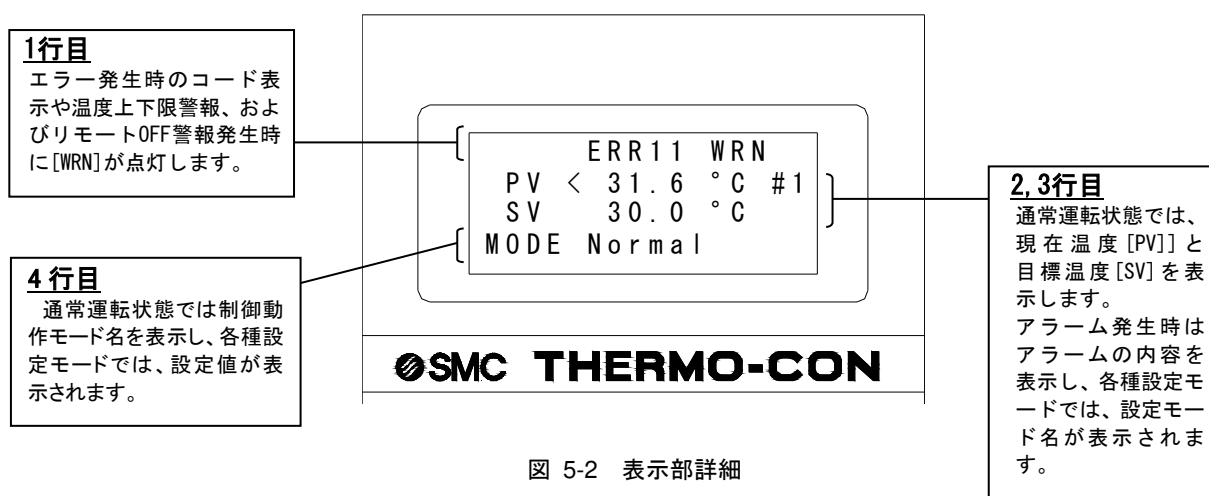 1行目
エラー発生時のコード表
示や温度上下限警報、およ
びリモートOFF警報発生時
に[WRN]が点灯します。
ERR11 WRN
PV < 31.6 °C #1
SV 30.0 °C
MODE Normal
2,3行目
通常運転状態では、
現在温度[PV]]と
目標温度[SV]を表
示します。
アラーム発生時は
アラームの内容を
表示し、各種設定モ
ードでは、設定モー
ド名が表示されま
す。
4行目
通常運転状態では制御動
作モード名を表示し、各種設
定モードでは、設定値が表
示されます。
SMC THERMO-CON
図 5-2 表示部詳細